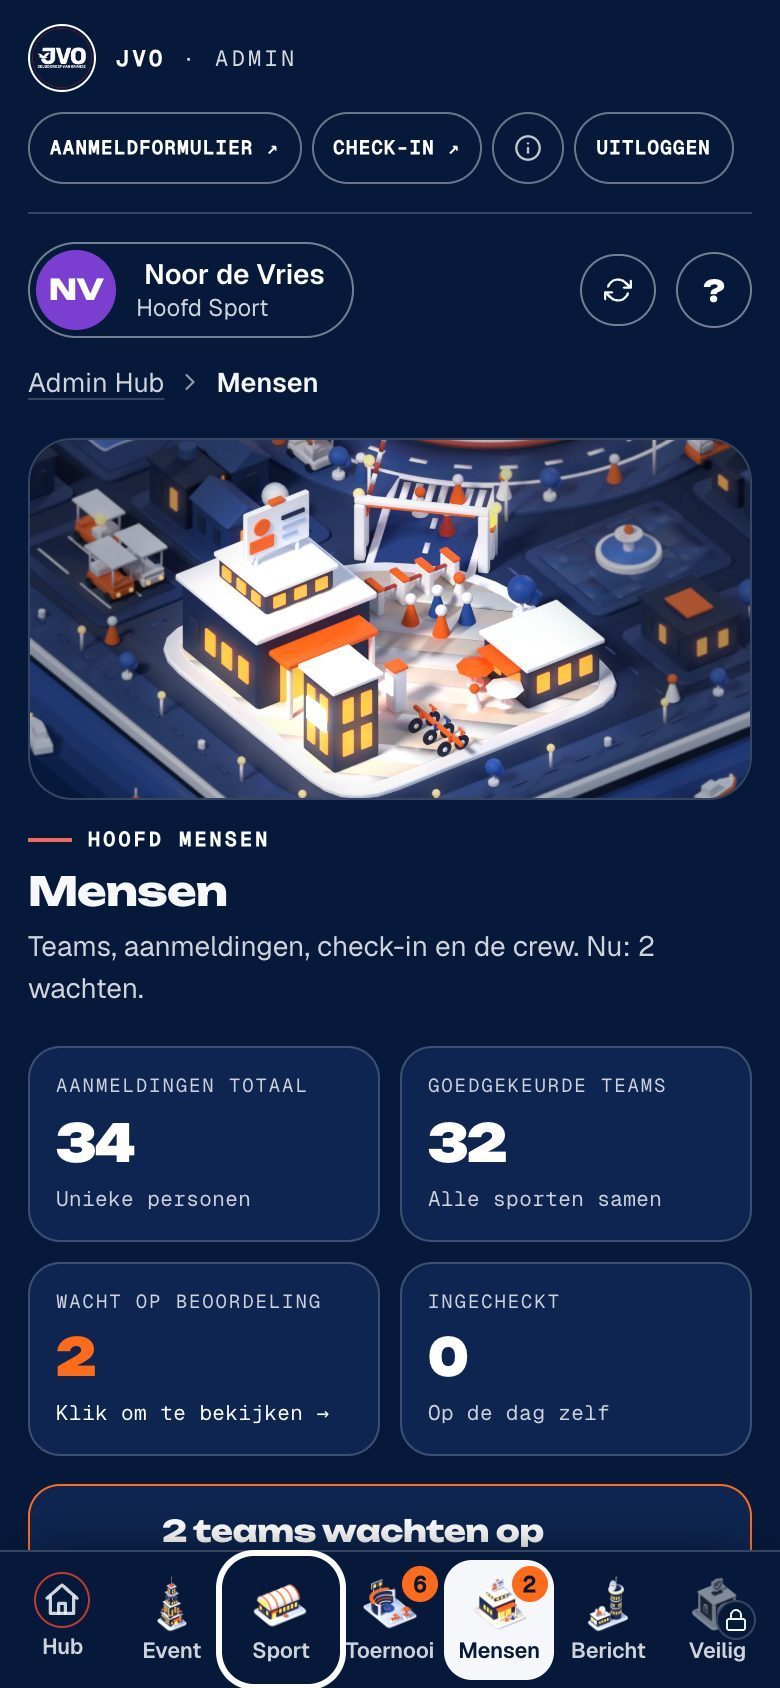 JVO
JVO · ADMIN
AANMELDFORMULIER ↗
CHECK-IN ↗
UITLOGGEN
NV
Noor de Vries
Hoofd Sport
?
Admin Hub > Mensen
HOOFD MENSEN
Mensen
Teams, aanmeldingen, check-in en de crew. Nu: 2
wachten.
AANMELDINGEN TOTAAL
34
Unieke personen
GOEDGEKEURDE TEAMS
32
Alle sporten samen
WACHT OP BEOORDELING
2
Klik om te bekijken →
INGECHECKT
0
Op de dag zelf
2 teams wachten op
Hub
Event
Sport
6
Toernooi
2
Mensen
Bericht
Veilig